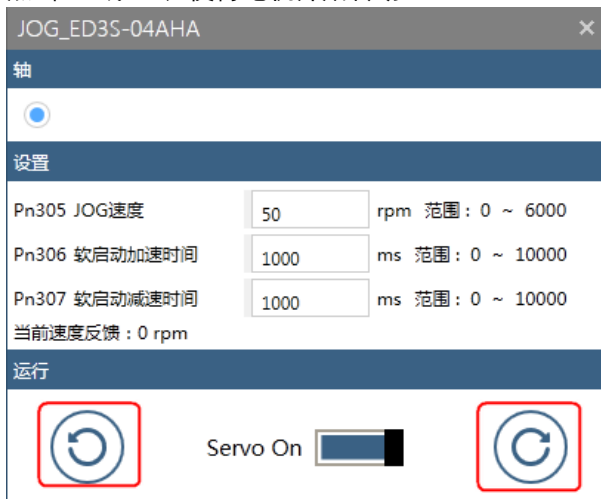 JOG_ED3S-04AHA
轴
设置
Pn305 JOG速度 50 rpm 范围：0 ~ 6000
Pn306 软启动加速时间 1000 ms 范围：0 ~ 10000
Pn307 软启动减速时间 1000 ms 范围：0 ~ 10000
当前速度反馈：0 rpm
运行
Servo On